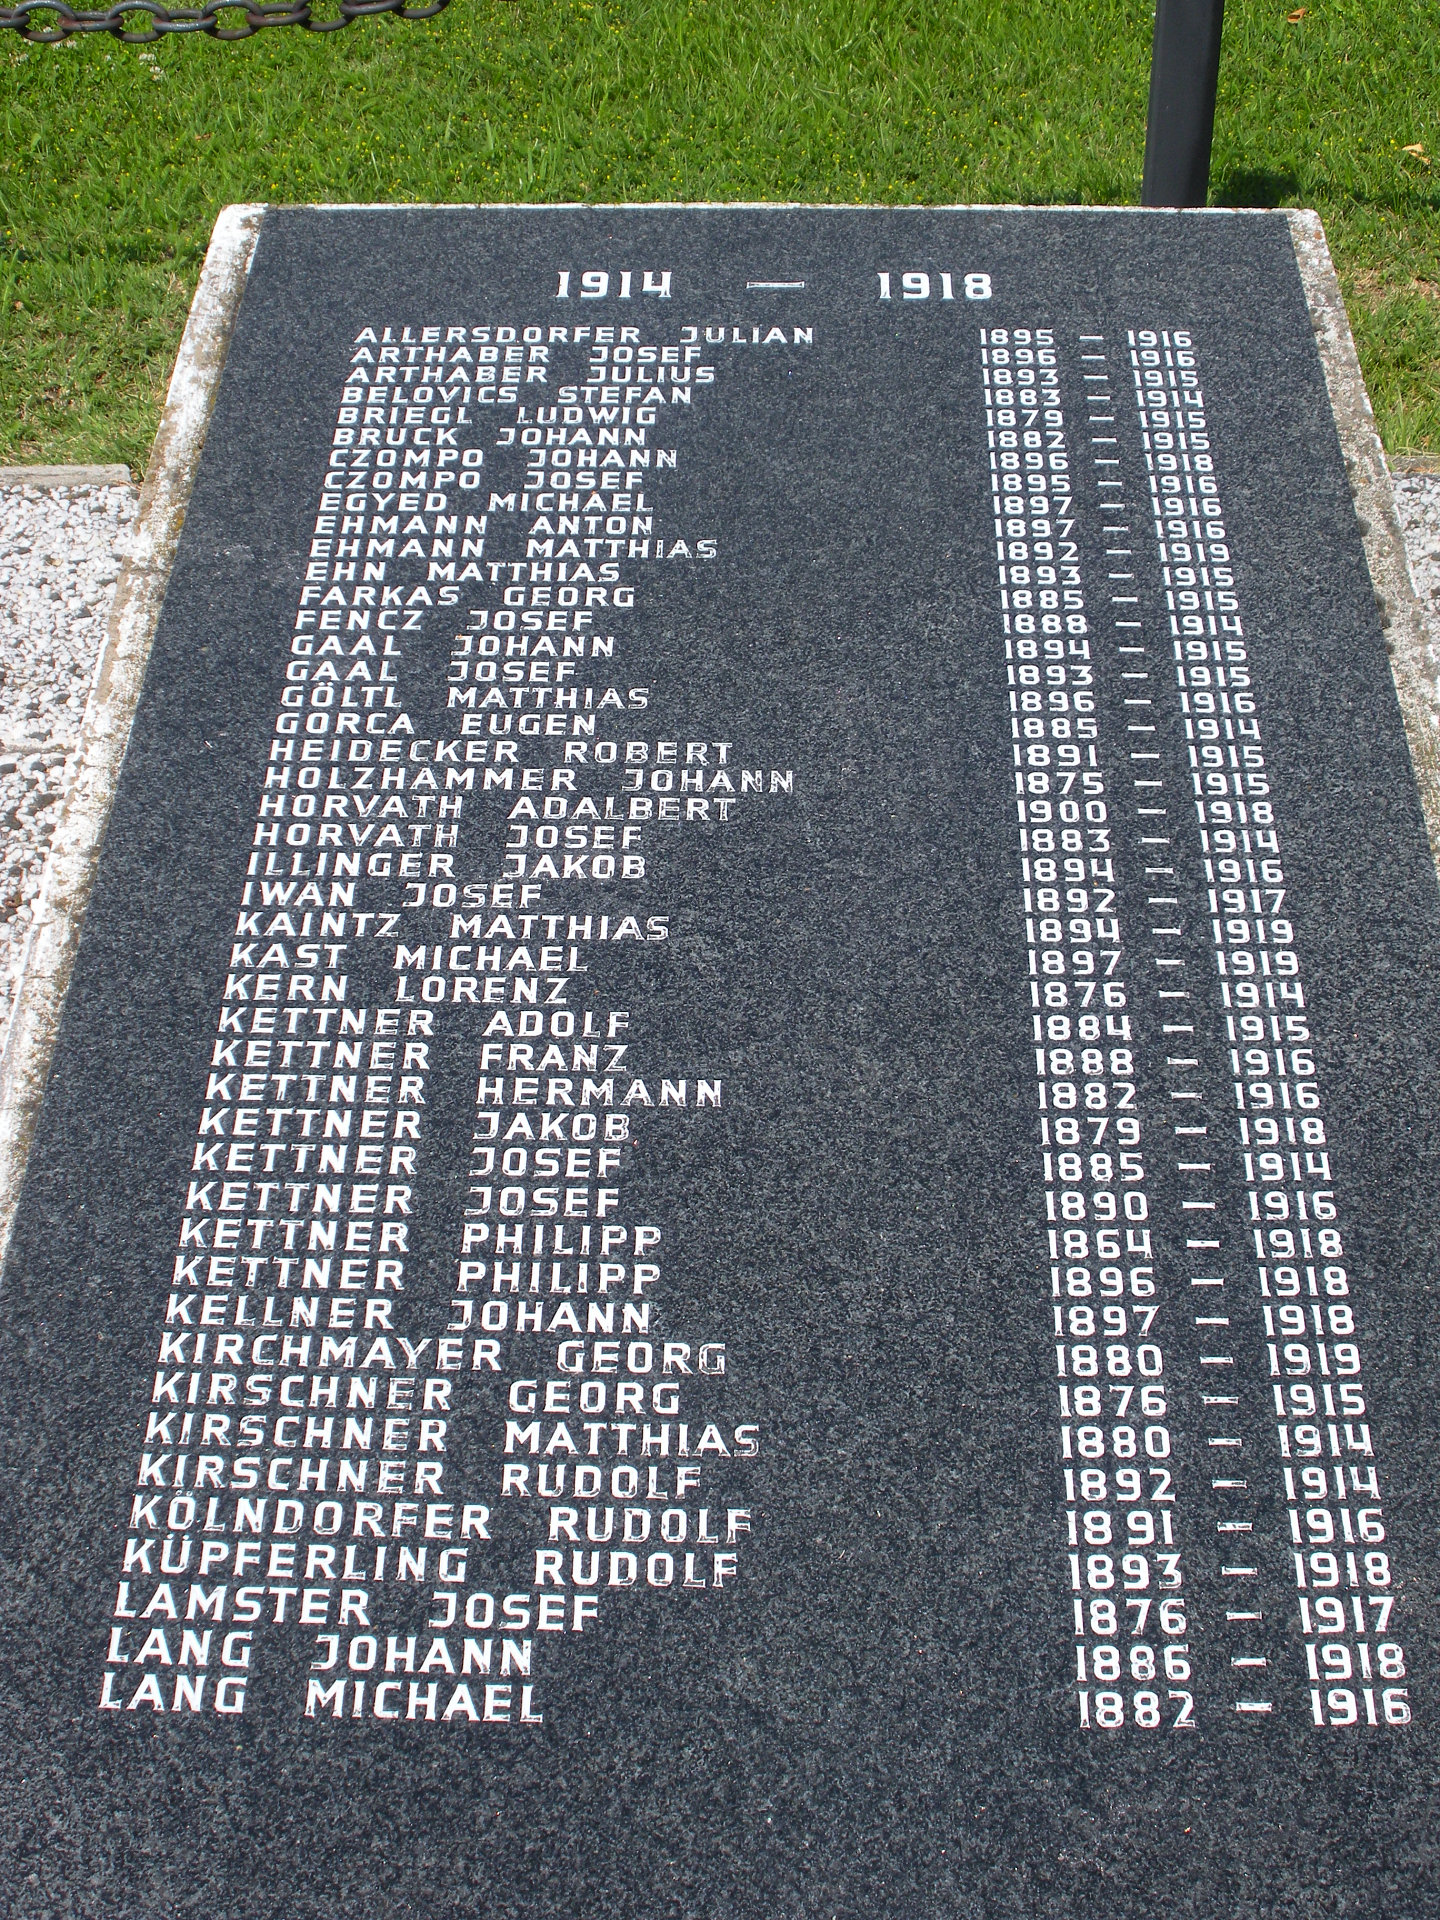 1914 — 1918
ALLERSDORFER JULIAN 1895 – 1916
ARTHABER JOSEF 1896 – 1916
ARTHABER JULIUS 1893 – 1915
BELOVICS STEFAN 1883 – 1914
BRIEGL LUDWIG 1879 – 1915
BRUCK JOHANN 1882 – 1915
CZOMPO JOHANN 1896 – 1918
CZOMPO JOSEF 1895 – 1916
EGYED MICHAEL 1897 – 1916
EHMANN ANTON 1897 – 1916
EHMANN MATTHIAS 1892 – 1919
EHN MATTHIAS 1893 – 1915
FARKAS GEORG 1885 – 1915
FENCZ JOSEF 1888 – 1914
GAAL JOHANN 1894 – 1915
GAAL JOSEF 1893 – 1915
GÖLTL MATTHIAS 1896 – 1916
GORCA EUGEN 1885 – 1914
HEIDECKER ROBERT 1891 – 1915
HOLZHAMMER JOHANN 1875 – 1915
HORVATH ADALBERT 1900 – 1918
HORVATH JOSEF 1883 – 1914
ILLINGER JAKOB 1894 – 1916
IWAN JOSEF 1892 – 1917
KAINTZ MATTHIAS 1894 – 1919
KAST MICHAEL 1897 – 1919
KERN LORENZ 1876 – 1914
KETTNER ADOLF 1884 – 1915
KETTNER FRANZ 1888 – 1916
KETTNER HERMANN 1882 – 1916
KETTNER JAKOB 1879 – 1918
KETTNER JOSEF 1885 – 1914
KETTNER JOSEF 1890 – 1916
KETTNER PHILIPP 1864 – 1918
KETTNER PHILIPP 1896 – 1918
KELLNER JOHANN 1897 – 1918
KIRCHMAYER GEORG 1880 – 1919
KIRSCHNER GEORG 1876 – 1915
KIRSCHNER MATTHIAS 1880 – 1914
KIRSCHNER RUDOLF 1892 – 1914
KÖLNDORFER RUDOLF 1891 – 1916
KÜPFERLING RUDOLF 1893 – 1918
LAMSTER JOSEF 1876 – 1917
LANG JOHANN 1886 – 1918
LANG MICHAEL 1882 – 1916